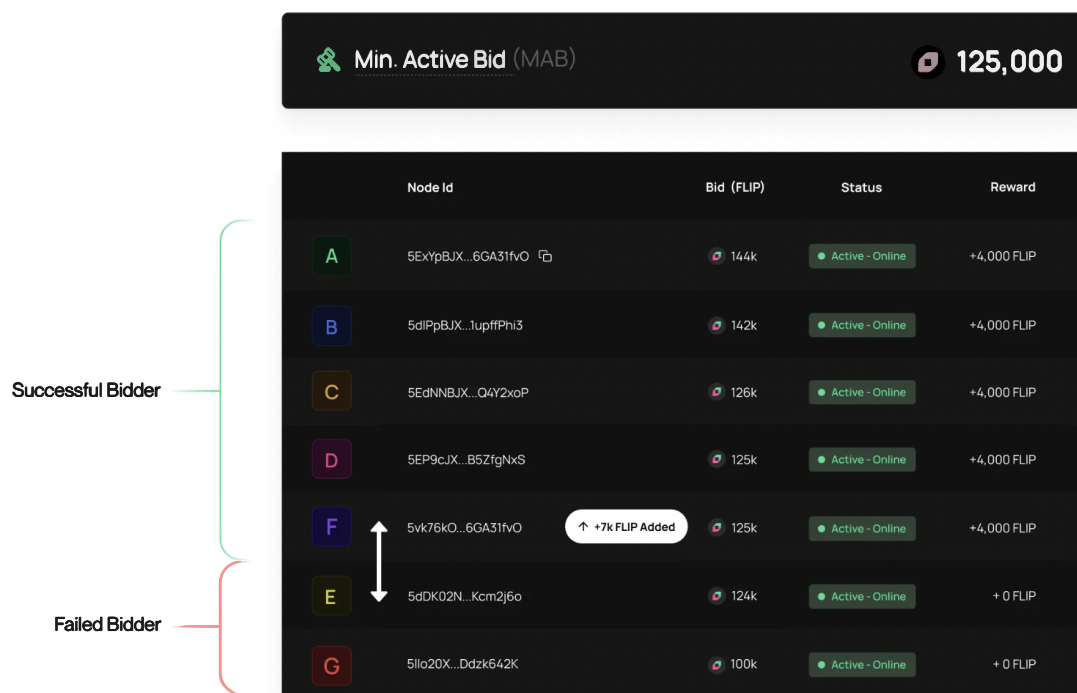 Min. Active Bid (MAB) 125,000
Node Id Bid (FLIP) Status Reward
A 5ExYpBJX...6GA31fvO 144k Active - Online +4,000 FLIP
B 5dIPpBJX...1upffPhi3 142k Active - Online +4,000 FLIP
Successful Bidder
C 5EdNNBJX...Q4Y2xoP 126k Active - Online +4,000 FLIP
D 5EP9cJX...B5ZfgNxS 125k Active - Online +4,000 FLIP
F 5vk76kO...6GA31fvO ↑ +7k FLIP Added 125k Active - Online +4,000 FLIP
E 5dDK02N...Kcm2j6o 124k Active - Online + 0 FLIP
Failed Bidder
G 5llo20X...Ddzk642K 100k Active - Online + 0 FLIP